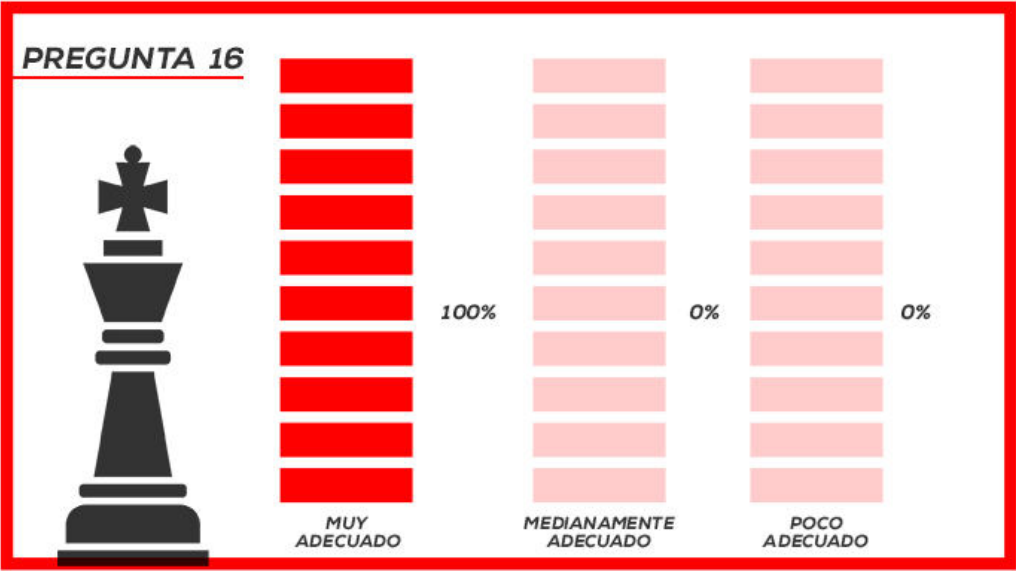 PREGUNTA 16
100%
0%
0%
MUY
ADECUADO
MEDIANAMENTE
ADECUADO
POCO
ADECUADO